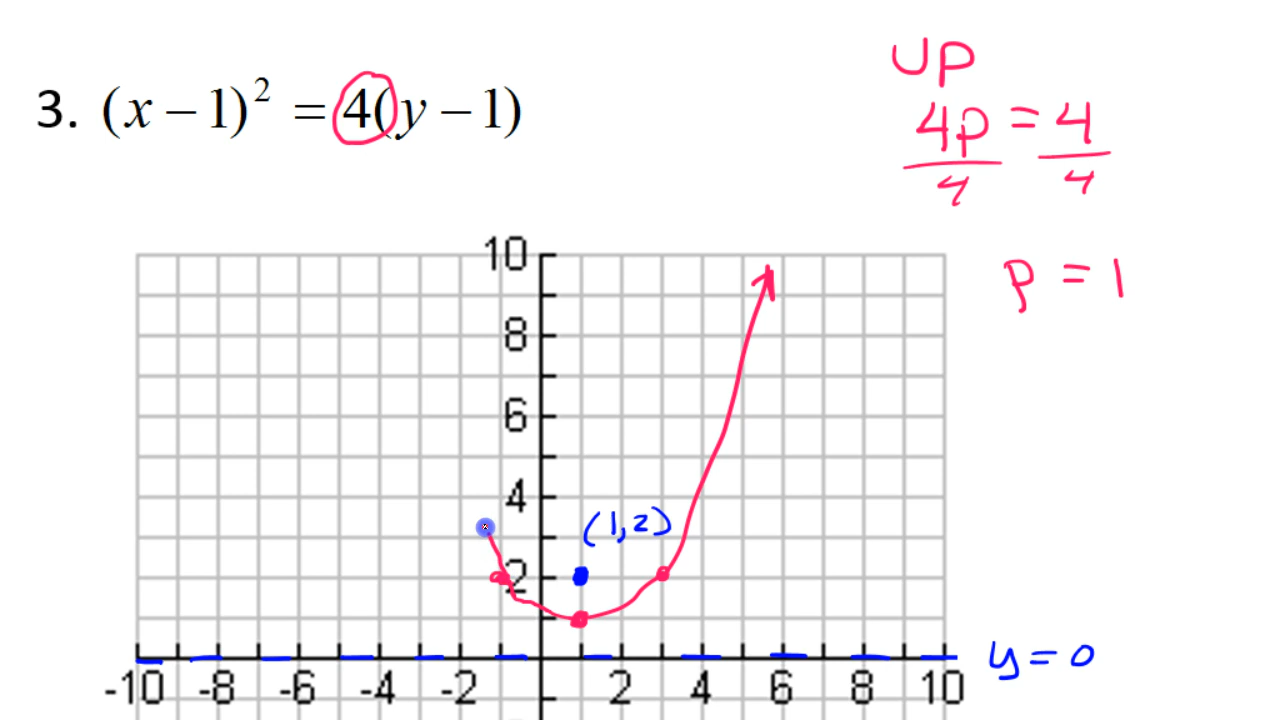 UP
3. (x – 1)² = 4(y – 1)
4p = 4
4 4
p = 1
10
8
6
4
(1,2)
2
y = 0
-10 -8 -6 -4 -2 2 4 6 8 10